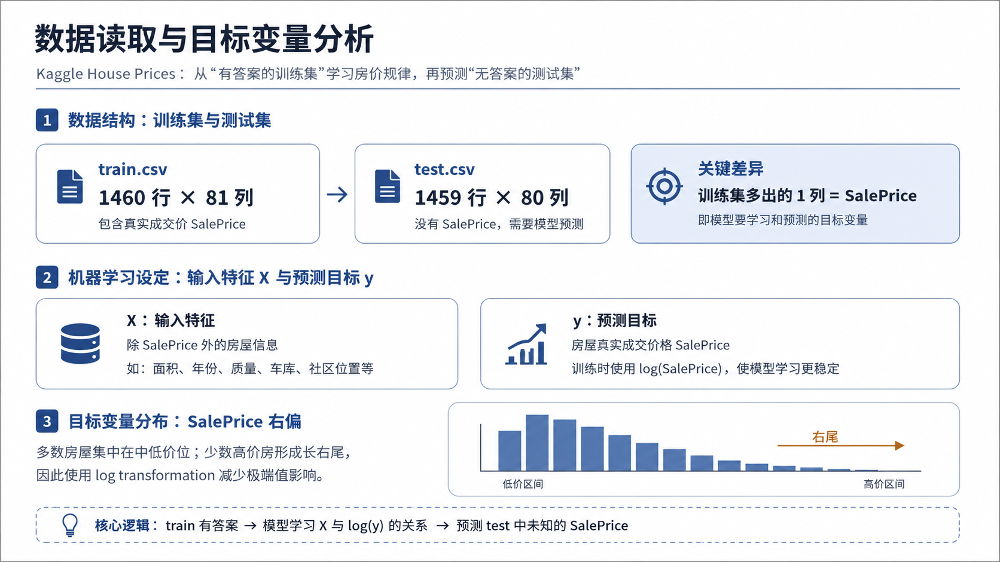 数据读取与目标变量分析
Kaggle House Prices：从“有答案的训练集”学习房价规律，再预测“无答案的测试集”
1 数据结构：训练集与测试集
train.csv
1460 行 × 81 列
包含真实成交价 SalePrice
→
test.csv
1459 行 × 80 列
没有 SalePrice，需要模型预测
关键差异
训练集多出的 1 列 = SalePrice
即模型要学习和预测的目标变量
2 机器学习设定：输入特征 X 与预测目标 y
X：输入特征
除 SalePrice 外的房屋信息
如：面积、年份、质量、车库、社区位置等
y：预测目标
房屋真实成交价格 SalePrice
训练时使用 log(SalePrice)，使模型学习更稳定
3 目标变量分布：SalePrice 右偏
多数房屋集中在中低价位；少数高价房形成长右尾，
因此使用 log transformation 减少极端值影响。
右尾
低价区间
高价区间
核心逻辑：train 有答案 → 模型学习 X 与 log(y) 的关系 → 预测 test 中未知的 SalePrice